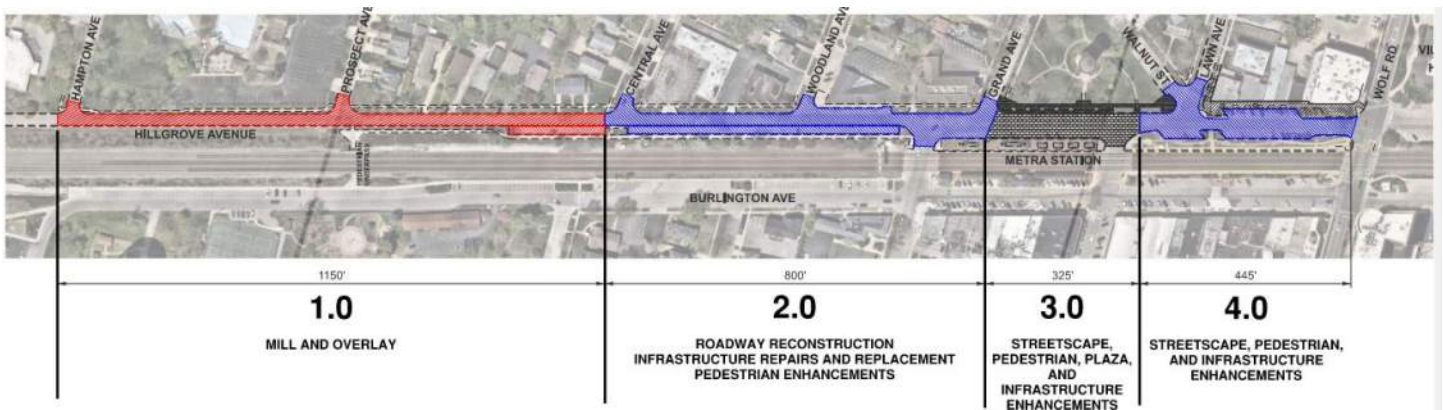 HAMPTON AVE
PROSPECT AVE
CENTRAL AVE
WOODLAND AVE
GRAND AVE
WALNUT ST
LAWN AVE
WOLF RD
HILLGROVE AVENUE
PEDESTRIAN
UNDERPASS
METRA STATION
BURLINGTON AVE
1150'
800'
325'
445'
1.0
2.0
3.0
4.0
MILL AND OVERLAY
ROADWAY RECONSTRUCTION
INFRASTRUCTURE REPAIRS AND REPLACEMENT
PEDESTRIAN ENHANCEMENTS
STREETSCAPE,
PEDESTRIAN, PLAZA,
AND
INFRASTRUCTURE
ENHANCEMENTS
STREETSCAPE, PEDESTRIAN,
AND INFRASTRUCTURE
ENHANCEMENTS